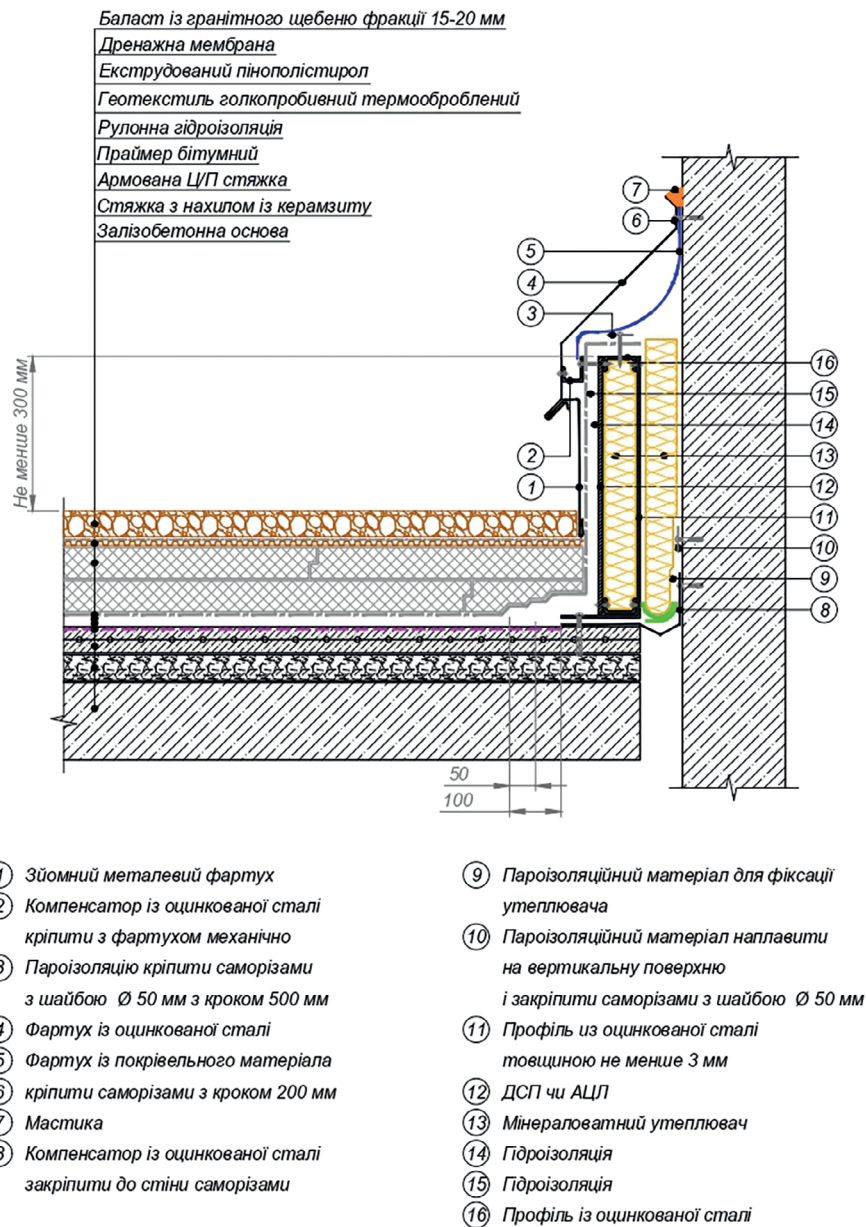 Баласт із гранітного щебеню фракції 15-20 мм
Дренажна мембрана
Екструдований пінополістирол
Геотекстиль голкопробивний термооброблений
Рулонна гідроізоляція
Праймер бітумний
Армована Ц/П стяжка
Стяжка з нахилом із керамзиту
Залізобетонна основа
7
6
5
4
3
Не менше 300 мм
16
15
14
2
13
1
12
11
10
9
8
50
100
1 Зйомний металевий фартух
2 Компенсатор із оцинкованої сталі
кріпити з фартухом механічно
3 Пароізоляцію кріпити саморізами
з шайбою Ø 50 мм з кроком 500 мм
4 Фартух із оцинкованої сталі
5 Фартух із покрівельного матеріала
6 кріпити саморізами з кроком 200 мм
7 Мастика
8 Компенсатор із оцинкованої сталі
закріпити до стіни саморізами
9 Пароізоляційний матеріал для фіксації
утеплювача
10 Пароізоляційний матеріал наплавити
на вертикальну поверхню
і закріпити саморізами з шайбою Ø 50 мм
11 Профіль из оцинкованої сталі
товщиною не менше 3 мм
12 ДСП чи АЦЛ
13 Мінераловатний утеплювач
14 Гідроізоляція
15 Гідроізоляція
16 Профіль із оцинкованої сталі